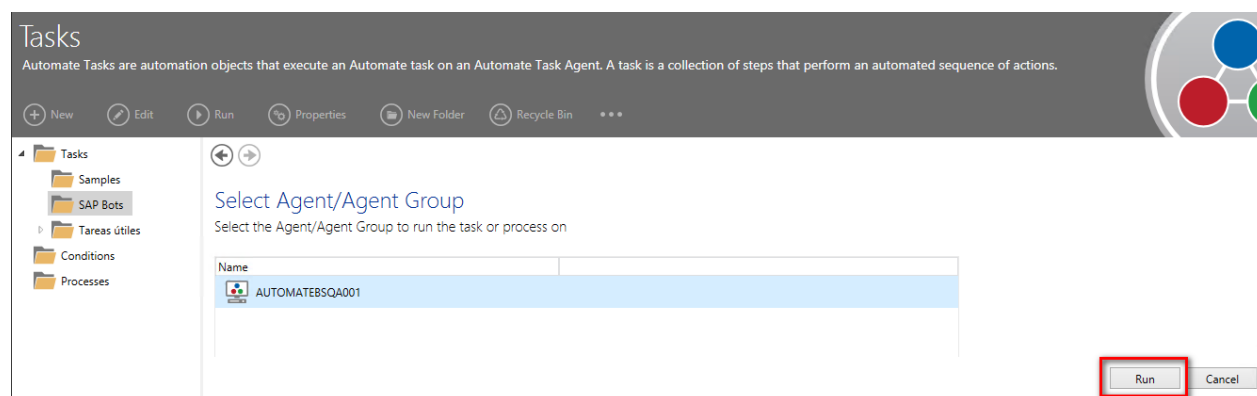 Tasks
Automate Tasks are automation objects that execute an Automate task on an Automate Task Agent. A task is a collection of steps that perform an automated sequence of actions.
New Edit Run Properties New Folder Recycle Bin
Tasks
Samples
SAP Bots
Tareas útiles
Conditions
Processes
Select Agent/Agent Group
Select the Agent/Agent Group to run the task or process on
Name
AUTOMATEBSQA001
Run Cancel